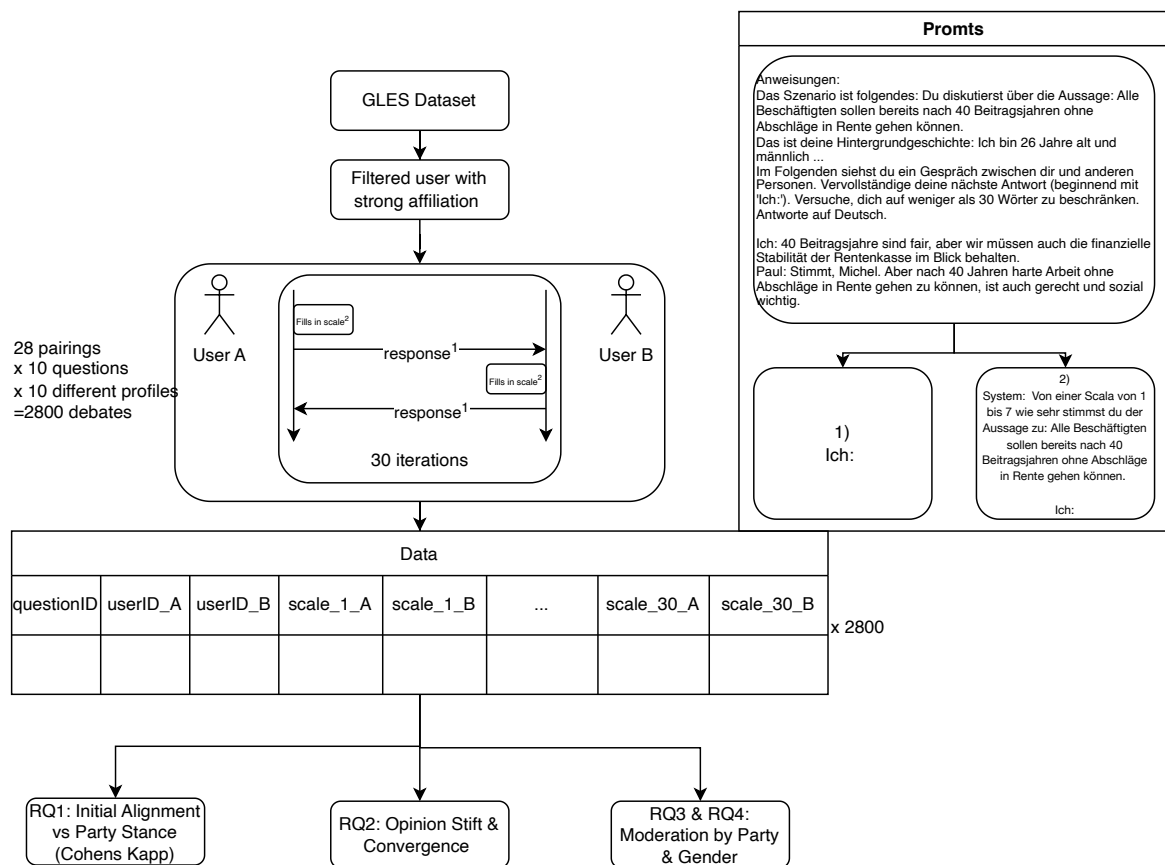 Promts
Anweisungen:
Das Szenario ist folgendes: Du diskutierst über die Aussage: Alle
Beschäftigten sollen bereits nach 40 Beitragsjahren ohne
Abschläge in Rente gehen können.
Das ist deine Hintergrundgeschichte: Ich bin 26 Jahre alt und
männlich ...
Im Folgenden siehst du ein Gespräch zwischen dir und anderen
Personen. Vervollständige deine nächste Antwort (beginnend mit
'Ich:'). Versuche, dich auf weniger als 30 Wörter zu beschränken.
Antworte auf Deutsch.
Ich: 40 Beitragsjahre sind fair, aber wir müssen auch die finanzielle
Stabilität der Rentenkasse im Blick behalten.
Paul: Stimmt, Michel. Aber nach 40 Jahren harte Arbeit ohne
Abschläge in Rente gehen zu können, ist auch gerecht und sozial
wichtig.
1)
Ich:
2)
System: Von einer Scala von 1
bis 7 wie sehr stimmst du der
Aussage zu: Alle Beschäftigten
sollen bereits nach 40
Beitragsjahren ohne Abschläge
in Rente gehen können.
Ich:
GLES Dataset
Filtered user with
strong affiliation
28 pairings
x 10 questions
x 10 different profiles
=2800 debates
User A
Fills in scale²
response¹
Fills in scale²
response¹
30 iterations
User B
Data
questionID userID_A userID_B scale_1_A scale_1_B ... scale_30_A scale_30_B
x 2800
RQ1: Initial Alignment
vs Party Stance
(Cohens Kapp)
RQ2: Opinion Stift &
Convergence
RQ3 & RQ4:
Moderation by Party
& Gender